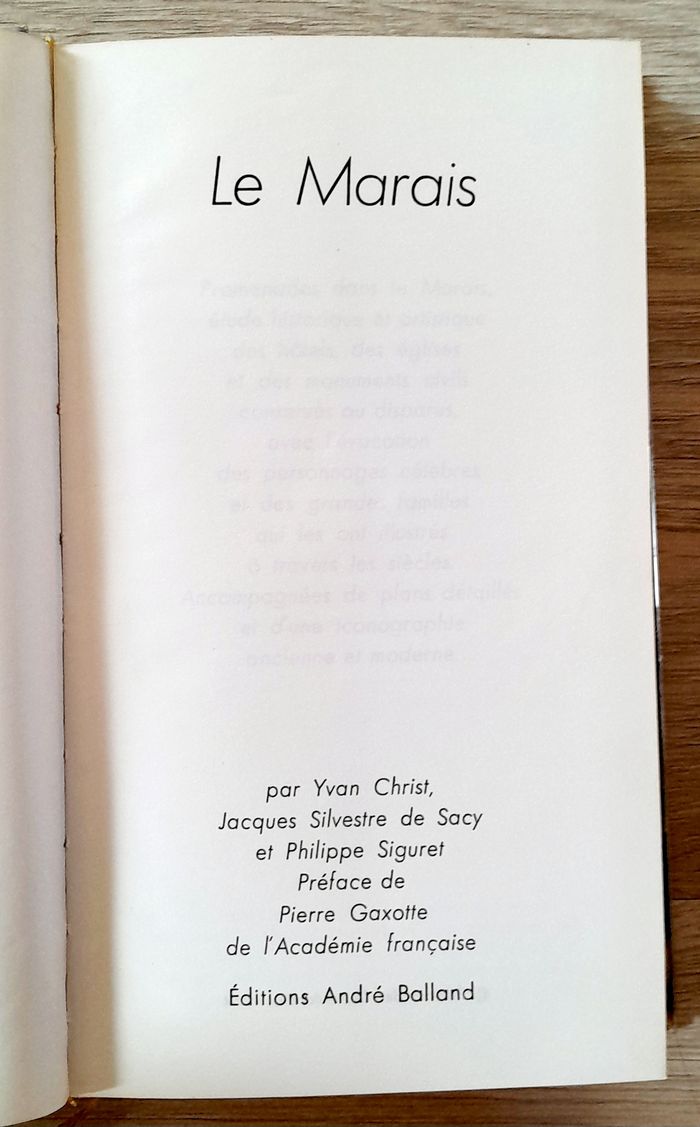 Le Marais
Promenades dans le Marais,
étude historique et artistique
des hôtels, des églises
et des monuments civils
conservés ou disparus,
avec l'évocation
des personnages célèbres
et des grandes familles
qui les ont illustrés
à travers les siècles.
Accompagnées de plans détaillés
et d'une iconographie
ancienne et moderne
par Yvan Christ,
Jacques Silvestre de Sacy
et Philippe Siguret
Préface de
Pierre Gaxotte
de l'Académie française
Éditions André Balland